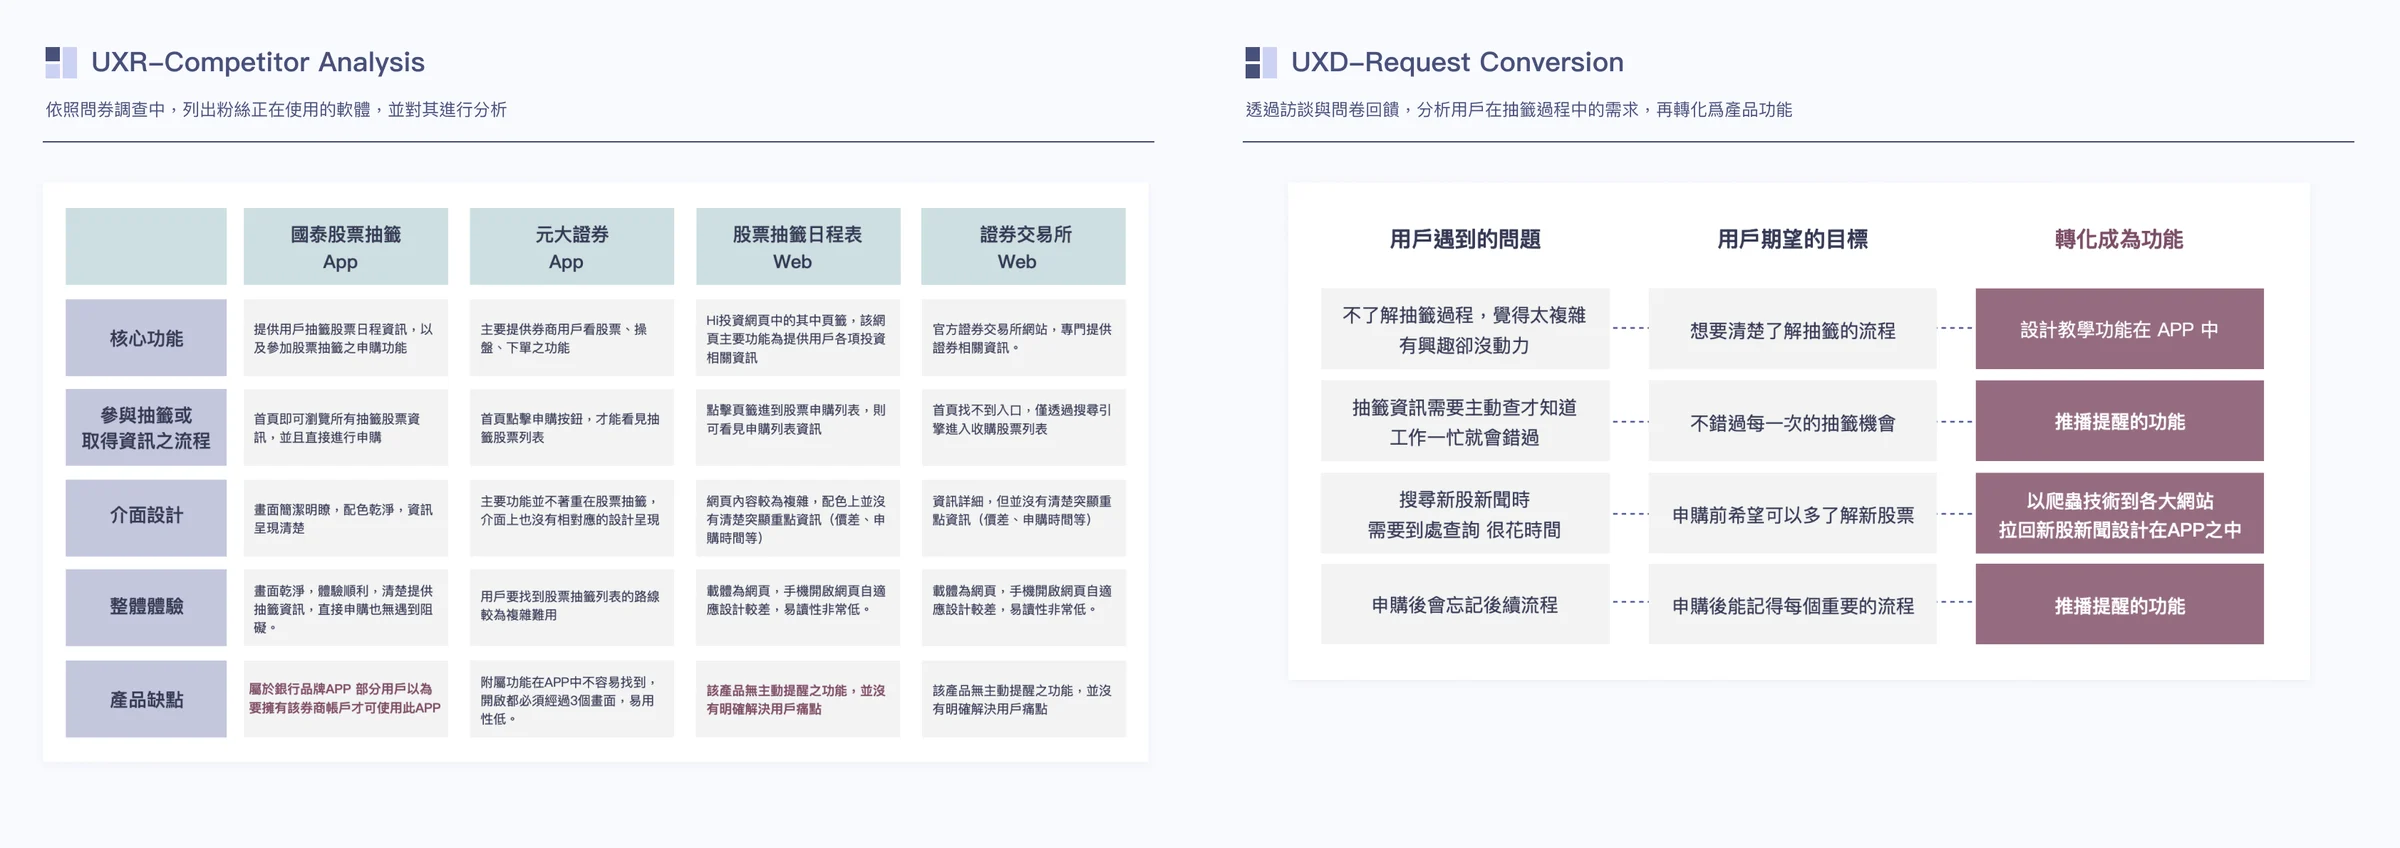 UXR–Competitor Analysis
依照問券調查中，列出粉絲正在使用的軟體，並對其進行分析
國泰股票抽籤
App
元大證券
App
股票抽籤日程表
Web
證券交易所
Web
核心功能
提供用戶抽籤股票日程資訊，以
及參加股票抽籤之申購功能
主要提供券商用戶看股票、操
盤、下單之功能
Hi投資網頁中的其中頁籤，該網
頁主要功能為提供用戶各項投資
相關資訊
官方證券交易所網站，專門提供
證券相關資訊。
參與抽籤或
取得資訊之流程
首頁即可瀏覽所有抽籤股票資
訊，並且直接進行申購
首頁點擊申購按鈕，才能看見抽
籤股票列表
點擊頁籤進到股票申購列表，則
可看見申購列表資訊
首頁找不到入口，僅透過搜尋引
擎進入收購股票列表
介面設計
畫面簡潔明瞭，配色乾淨，資訊
呈現清楚
主要功能並不著重在股票抽籤，
介面上也沒有相對應的設計呈現
網頁內容較為複雜，配色上並沒
有清楚突顯重點資訊（價差、申
購時間等）
資訊詳細，但並沒有清楚突顯重
點資訊（價差、申購時間等）
整體體驗
畫面乾淨，體驗順利，清楚提供
抽籤資訊，直接申購也無遇到阻
礙。
用戶要找到股票抽籤列表的路線
較為複雜難用
載體為網頁，手機開啟網頁自適
應設計較差，易讀性非常低。
載體為網頁，手機開啟網頁自適
應設計較差，易讀性非常低。
產品缺點
屬於銀行品牌APP 部分用戶以為
要擁有該券商帳戶才可使用此APP
附屬功能在APP中不容易找到，
開啟都必須經過3個畫面，易用
性低。
該產品無主動提醒之功能，並沒
有明確解決用戶痛點
該產品無主動提醒之功能，並沒
有明確解決用戶痛點
UXD–Request Conversion
透過訪談與問卷回饋，分析用戶在抽籤過程中的需求，再轉化爲產品功能
用戶遇到的問題
用戶期望的目標
轉化成為功能
不了解抽籤過程，覺得太複雜
有興趣卻沒動力
想要清楚了解抽籤的流程
設計教學功能在 APP 中
抽籤資訊需要主動查才知道
工作一忙就會錯過
不錯過每一次的抽籤機會
推播提醒的功能
搜尋新股新聞時
需要到處查詢 很花時間
申購前希望可以多了解新股票
以爬蟲技術到各大網站
拉回新股新聞設計在APP之中
申購後會忘記後續流程
申購後能記得每個重要的流程
推播提醒的功能